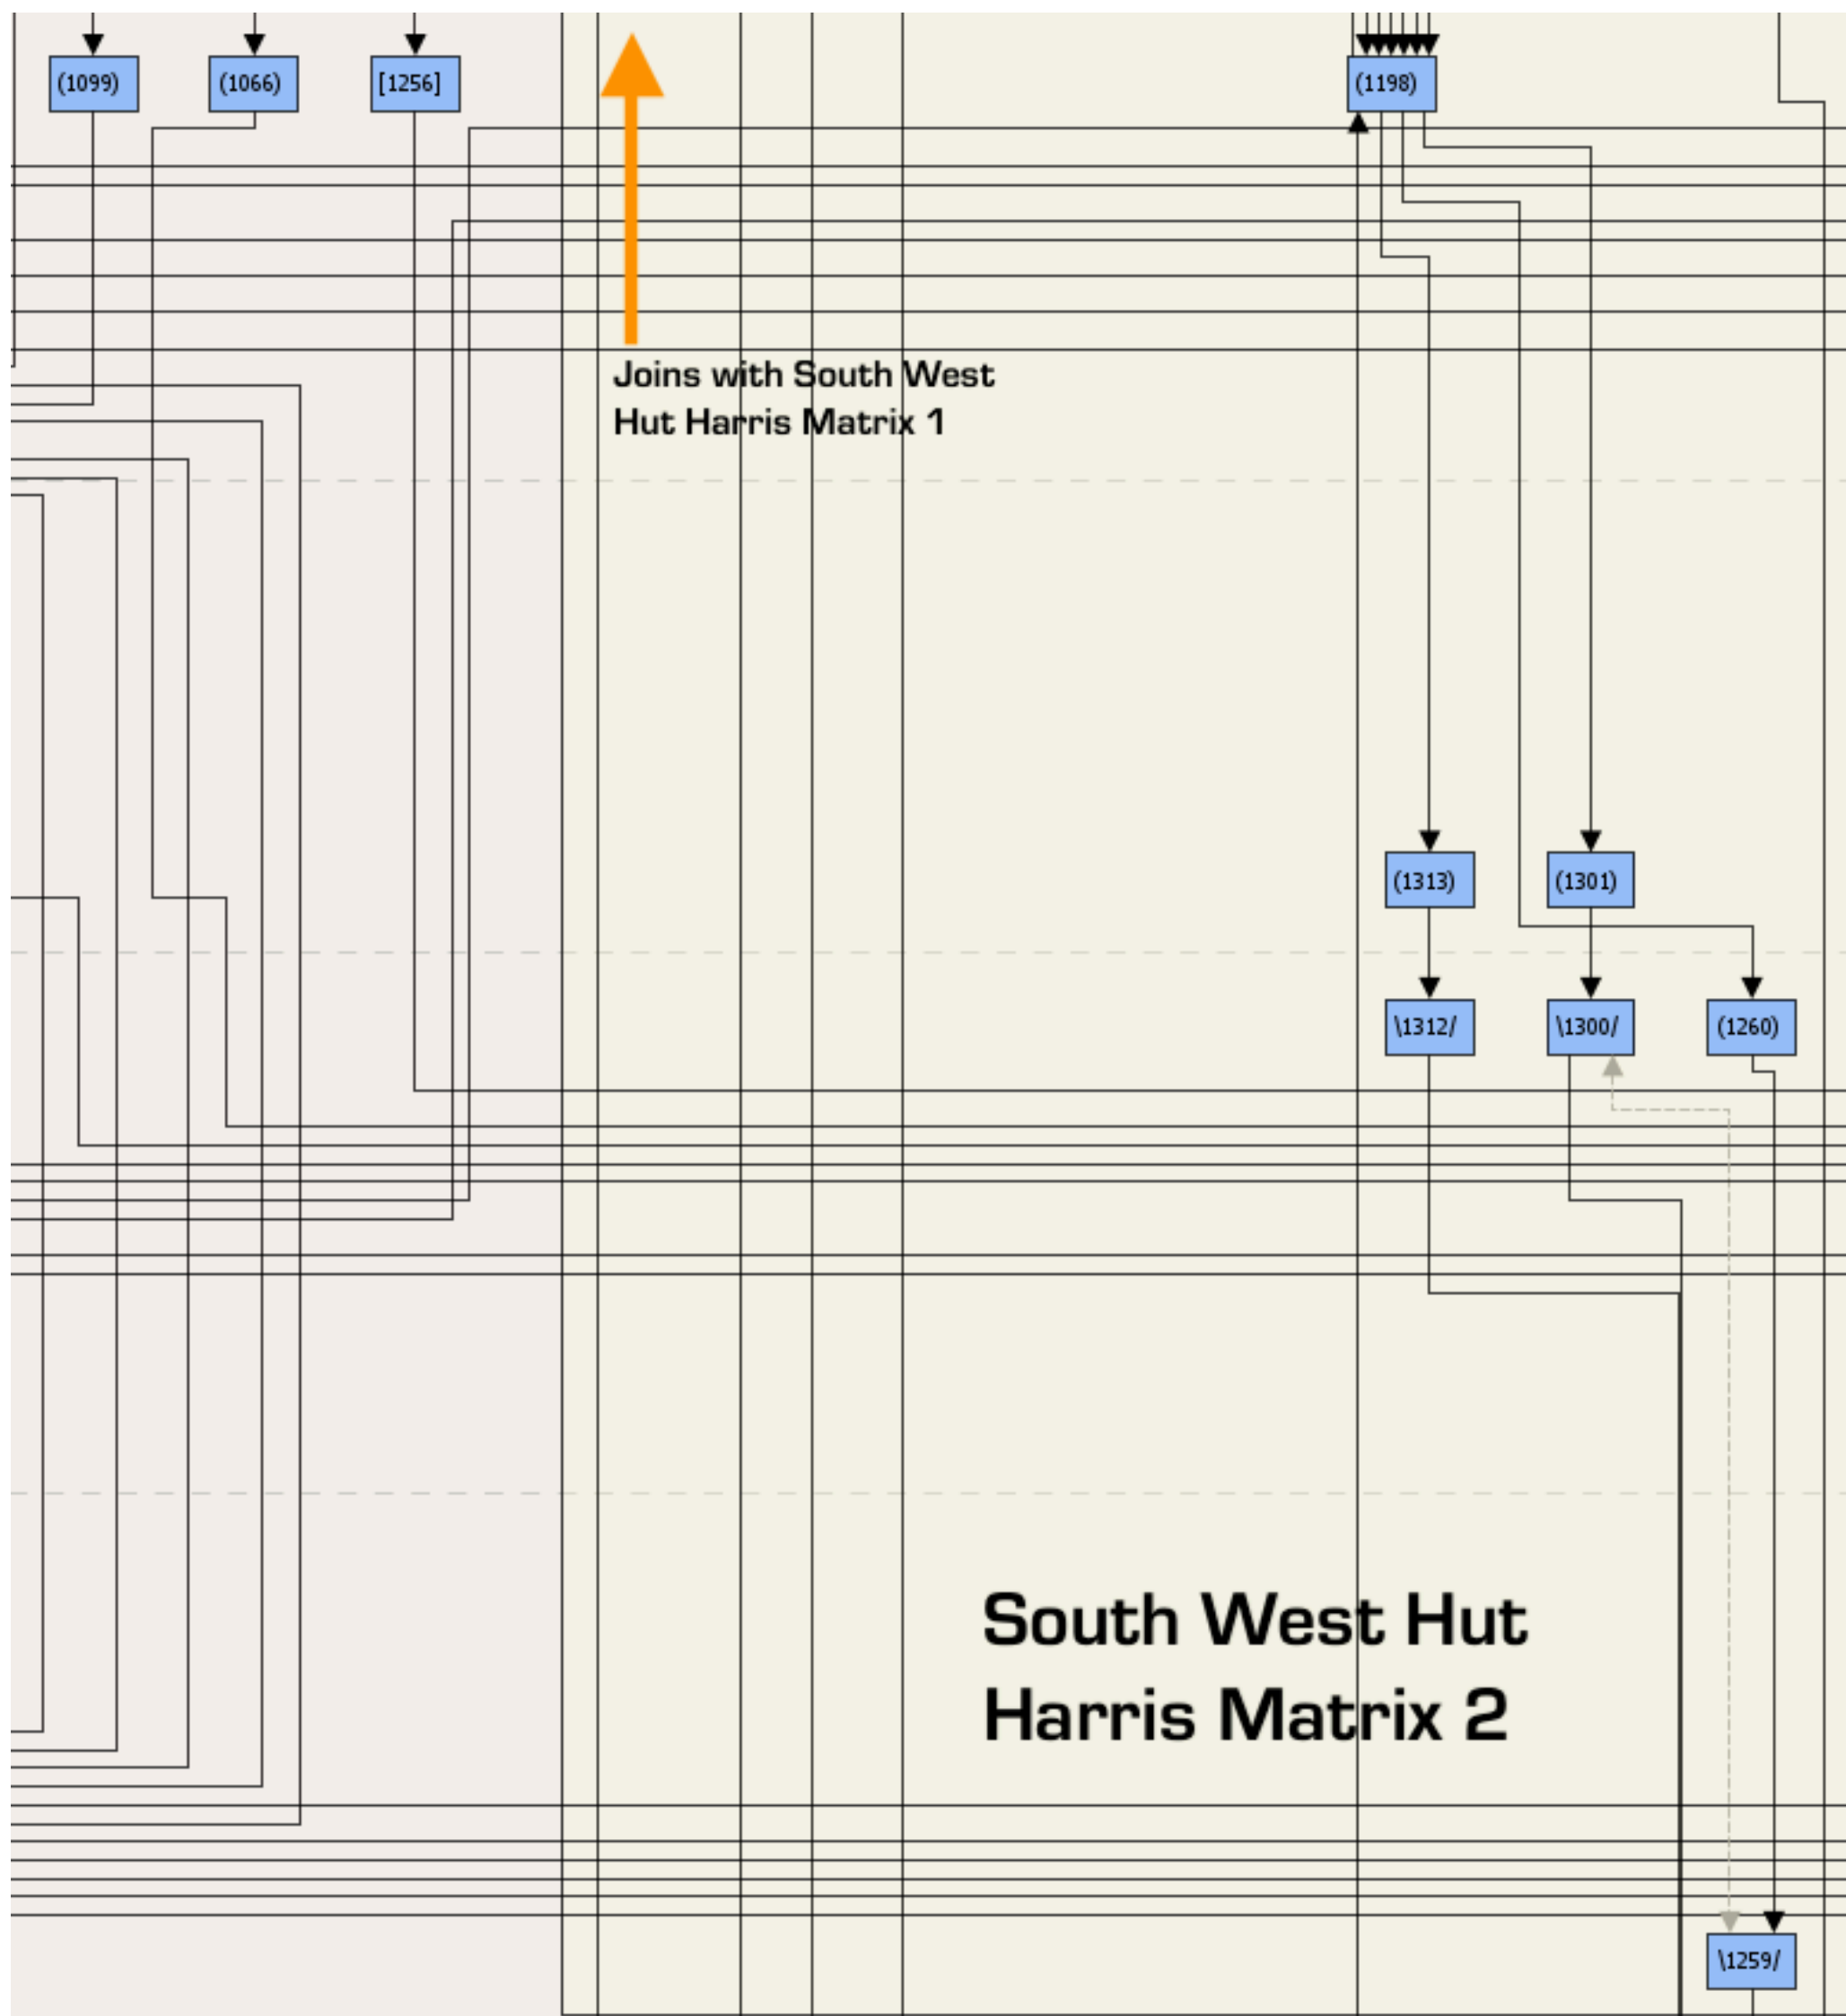 (1099)
(1066)
[1256]
(1198)
Joins with South West
Hut Harris Matrix 1
(1313)
(1301)
\1312/
\1300/
(1260)
South West Hut
Harris Matrix 2
\1259/